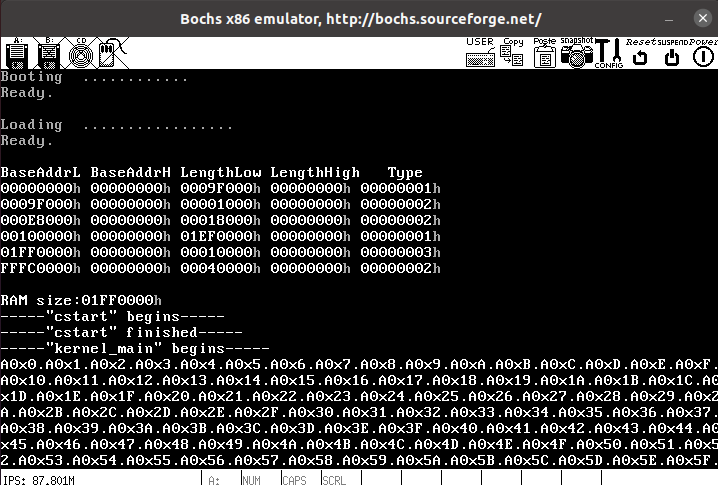 Bochs x86 emulator, http://bochs.sourceforge.net/
A: B: CD USER Copy Paste snapshot CONFIG Reset SUSPEND Power
Booting ............
Ready.
Loading .................
Ready.
BaseAddrL BaseAddrH LengthLow LengthHigh Type
00000000h 00000000h 0009F000h 00000000h 00000001h
0009F000h 00000000h 00001000h 00000000h 00000002h
000E8000h 00000000h 00018000h 00000000h 00000002h
00100000h 00000000h 01EF0000h 00000000h 00000001h
01FF0000h 00000000h 00010000h 00000000h 00000003h
FFFC0000h 00000000h 00040000h 00000000h 00000002h
RAM size:01FF0000h
-----"cstart" begins-----
-----"cstart" finished-----
-----"kernel_main" begins-----
A0x0.A0x1.A0x2.A0x3.A0x4.A0x5.A0x6.A0x7.A0x8.A0x9.A0xA.A0xB.A0xC.A0xD.A0xE.A0xF.
A0x10.A0x11.A0x12.A0x13.A0x14.A0x15.A0x16.A0x17.A0x18.A0x19.A0x1A.A0x1B.A0x1C.A0
x1D.A0x1E.A0x1F.A0x20.A0x21.A0x22.A0x23.A0x24.A0x25.A0x26.A0x27.A0x28.A0x29.A0x2
A.A0x2B.A0x2C.A0x2D.A0x2E.A0x2F.A0x30.A0x31.A0x32.A0x33.A0x34.A0x35.A0x36.A0x37.
A0x38.A0x39.A0x3A.A0x3B.A0x3C.A0x3D.A0x3E.A0x3F.A0x40.A0x41.A0x42.A0x43.A0x44.A0
x45.A0x46.A0x47.A0x48.A0x49.A0x4A.A0x4B.A0x4C.A0x4D.A0x4E.A0x4F.A0x50.A0x51.A0x5
2.A0x53.A0x54.A0x55.A0x56.A0x57.A0x58.A0x59.A0x5A.A0x5B.A0x5C.A0x5D.A0x5E.A0x5F.
IPS: 87.801M A: NUM CAPS SCRL